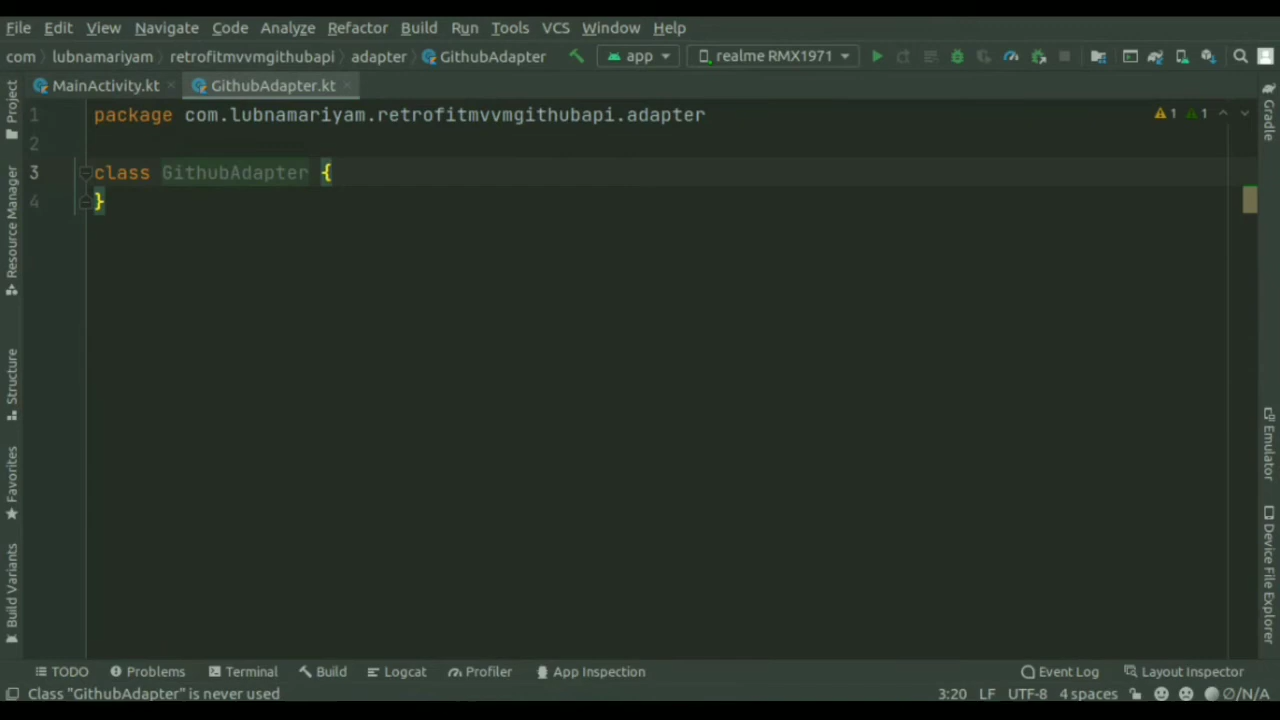 File Edit View Navigate Code Analyze Refactor Build Run Tools VCS Window Help
com lubnamariyam retrofitmvvmgithubapi adapter GithubAdapter app realme RMX1971
MainActivity.kt GithubAdapter.kt
1 package com.lubnamariyam.retrofitmvvmgithubapi.adapter 1 1
2
3 class GithubAdapter {
4 }
Project
Resource Manager
Structure
Favorites
Build Variants
Gradle
Emulator
Device File Explorer
TODO Problems Terminal Build Logcat Profiler App Inspection Event Log Layout Inspector
Class "GithubAdapter" is never used 3:20 LF UTF-8 4 spaces Ø/N/A